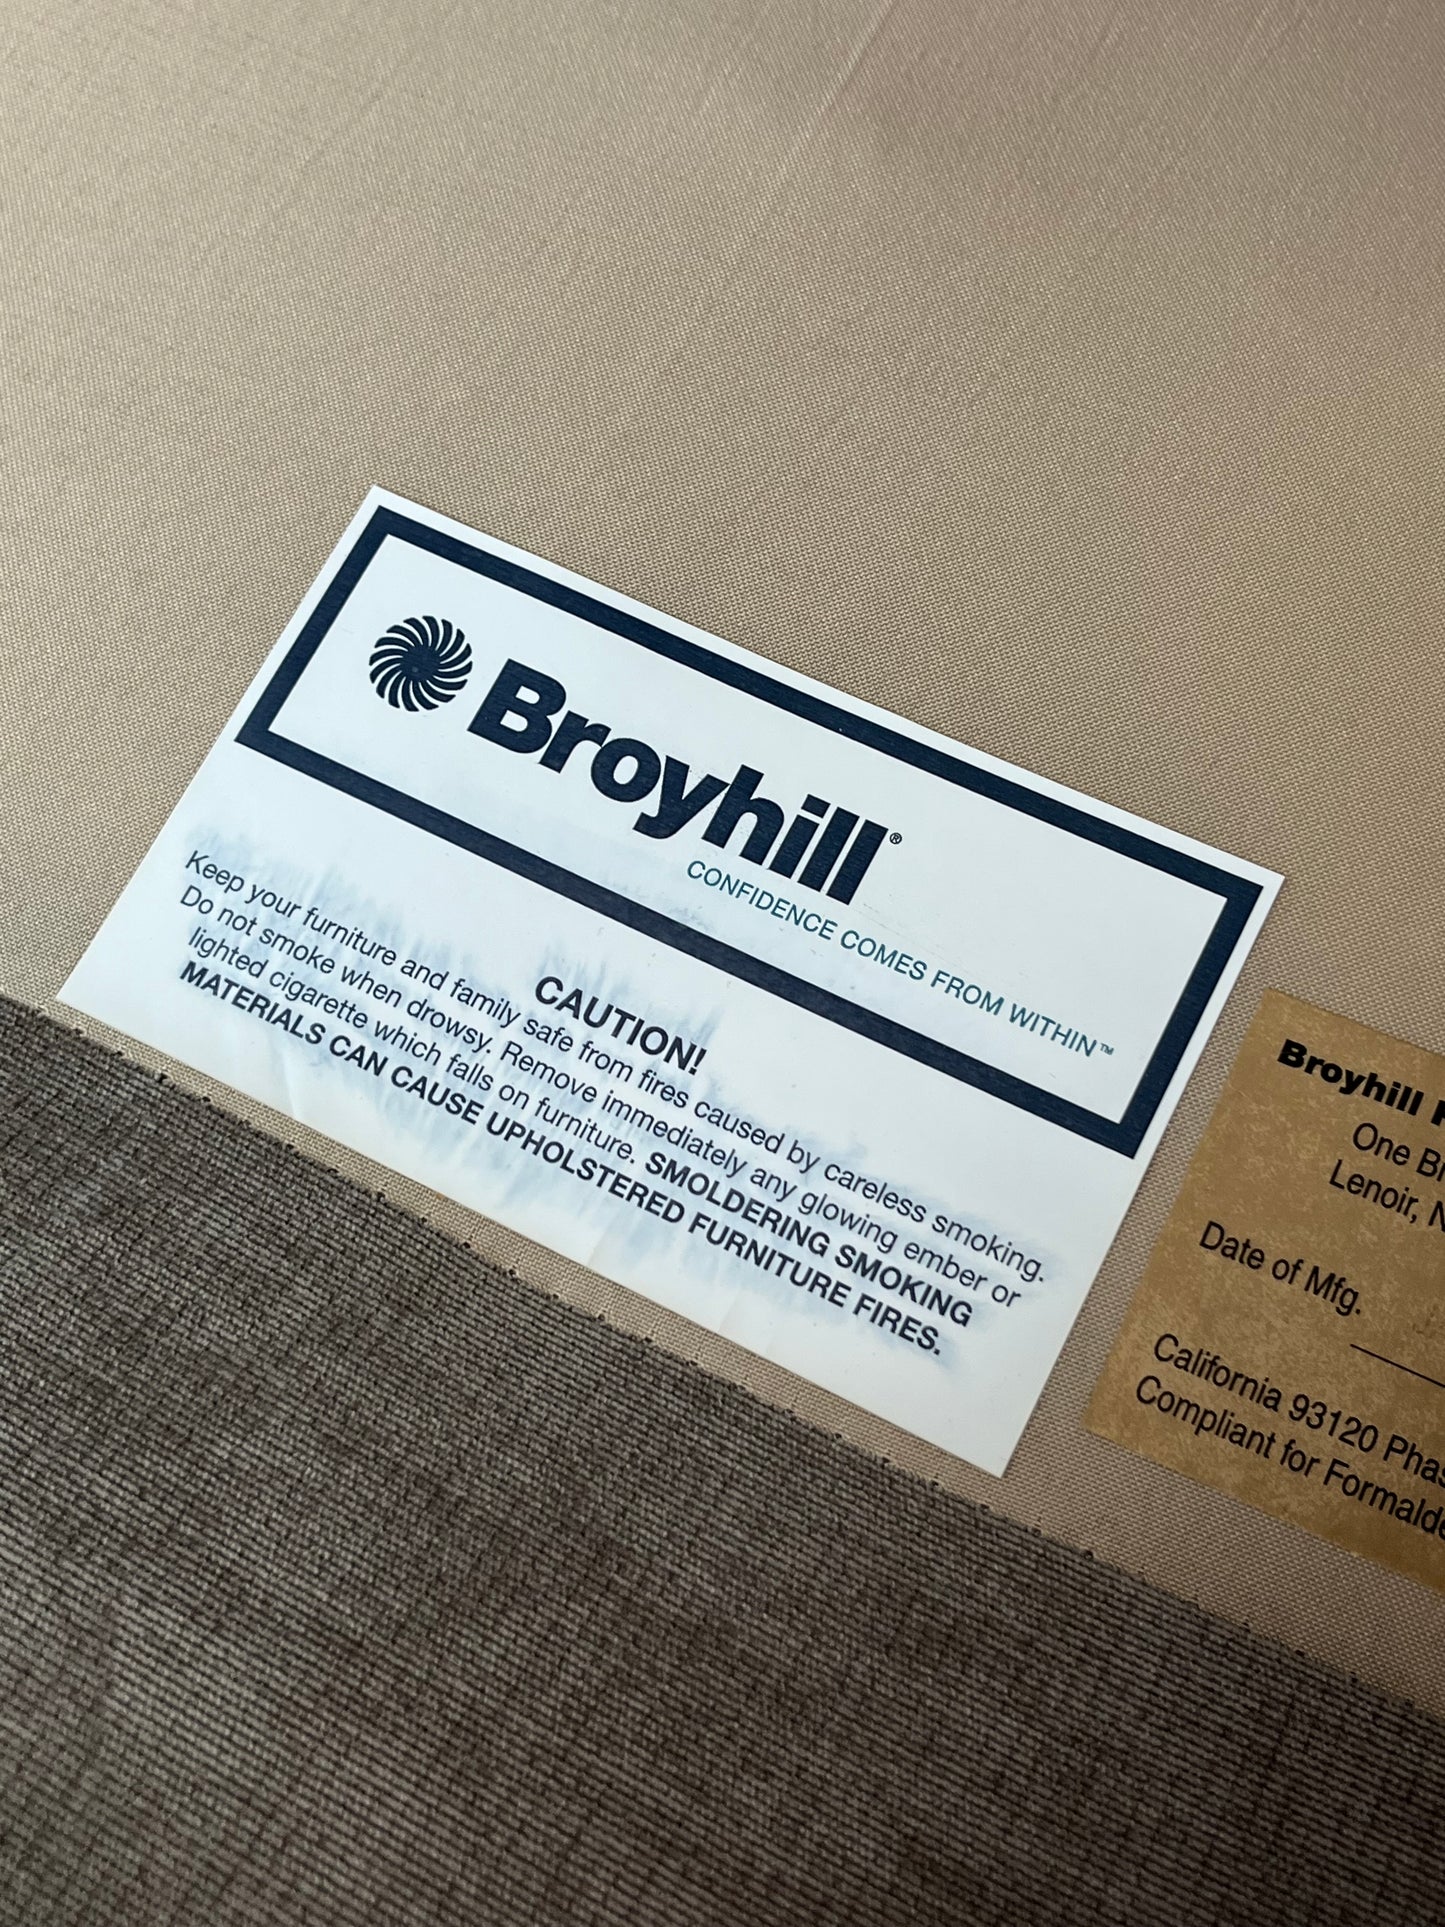 Broyhill®
CONFIDENCE COMES FROM WITHIN™
CAUTION!
Keep your furniture and family safe from fires caused by careless smoking.
Do not smoke when drowsy. Remove immediately any glowing ember or
lighted cigarette which falls on furniture. SMOLDERING SMOKING
MATERIALS CAN CAUSE UPHOLSTERED FURNITURE FIRES.
Broyhill
One
Lenoir,
Date of Mfg.
California 93120
Compliant for